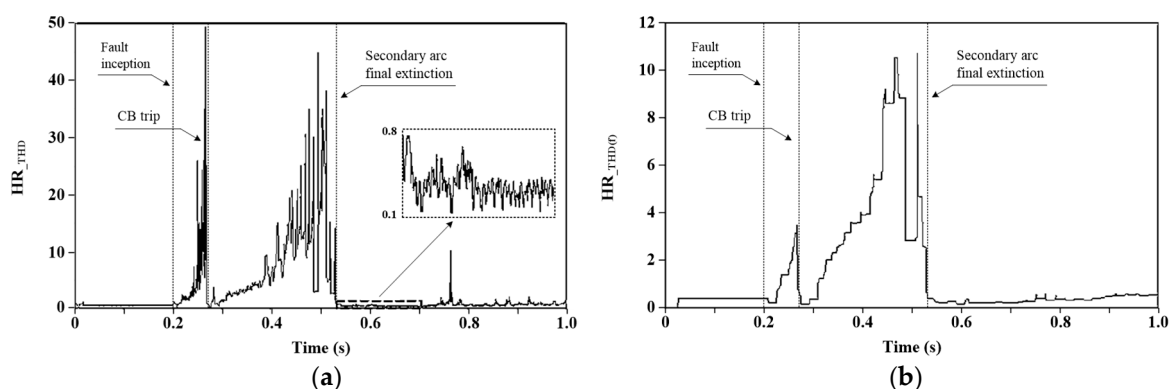 50
40
30
20
10
0
HR_THD
Fault
inception
CB trip
Secondary arc
final extinction
0.8
0.1
0
0.2
0.4
0.6
0.8
1.0
Time (s)
(a)
12
10
8
6
4
2
0
HR_THD(f)
Fault
inception
CB trip
Secondary arc
final extinction
0
0.2
0.4
0.6
0.8
1.0
Time (s)
(b)